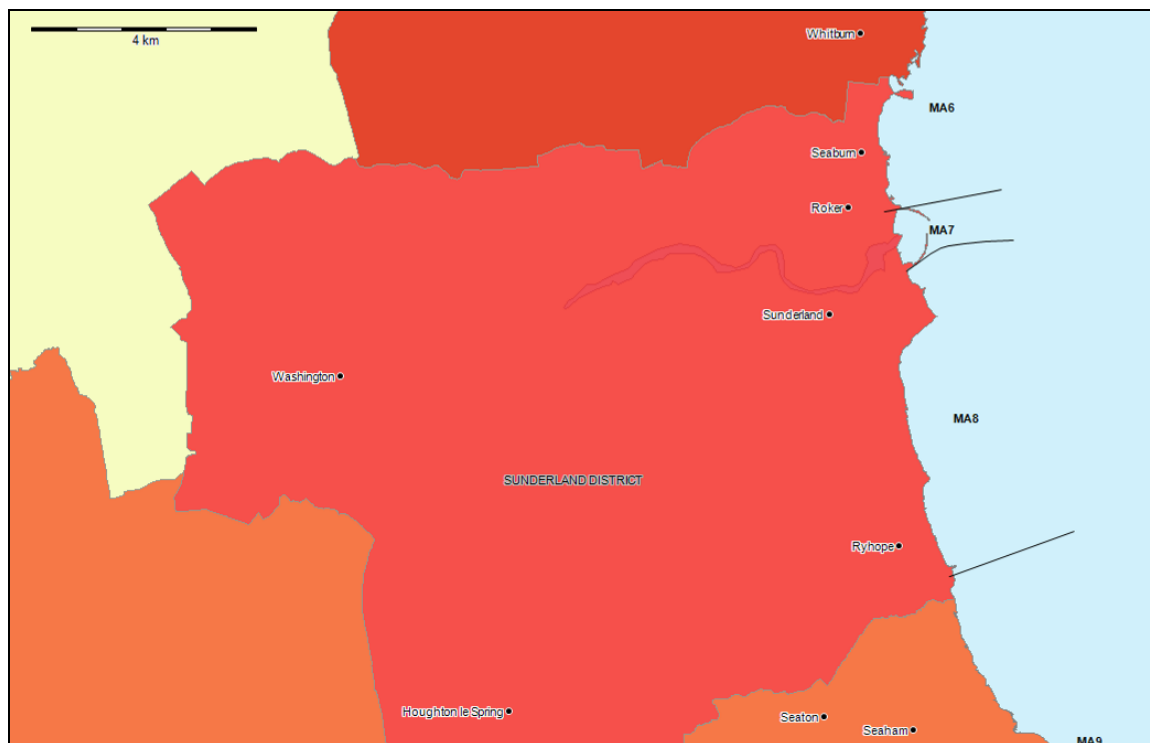 4 km
Whitburn
MA6
Seaburn
Roker
MA7
Sunderland
Washington
MA8
SUNDERLAND DISTRICT
Ryhope
Houghton le Spring
Seaton
Seaham
MA9